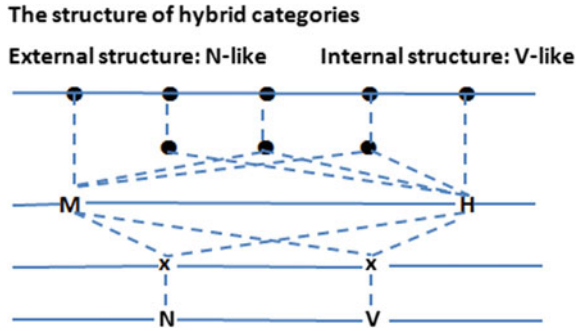 The structure of hybrid categories
External structure: N-like Internal structure: V-like
M H
x x
N V